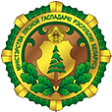 МІНІСТЭРСТВА ЛЯСНОЙ ГАСПАДАРКІ РЭСПУБЛІКІ БЕЛАРУСЬ